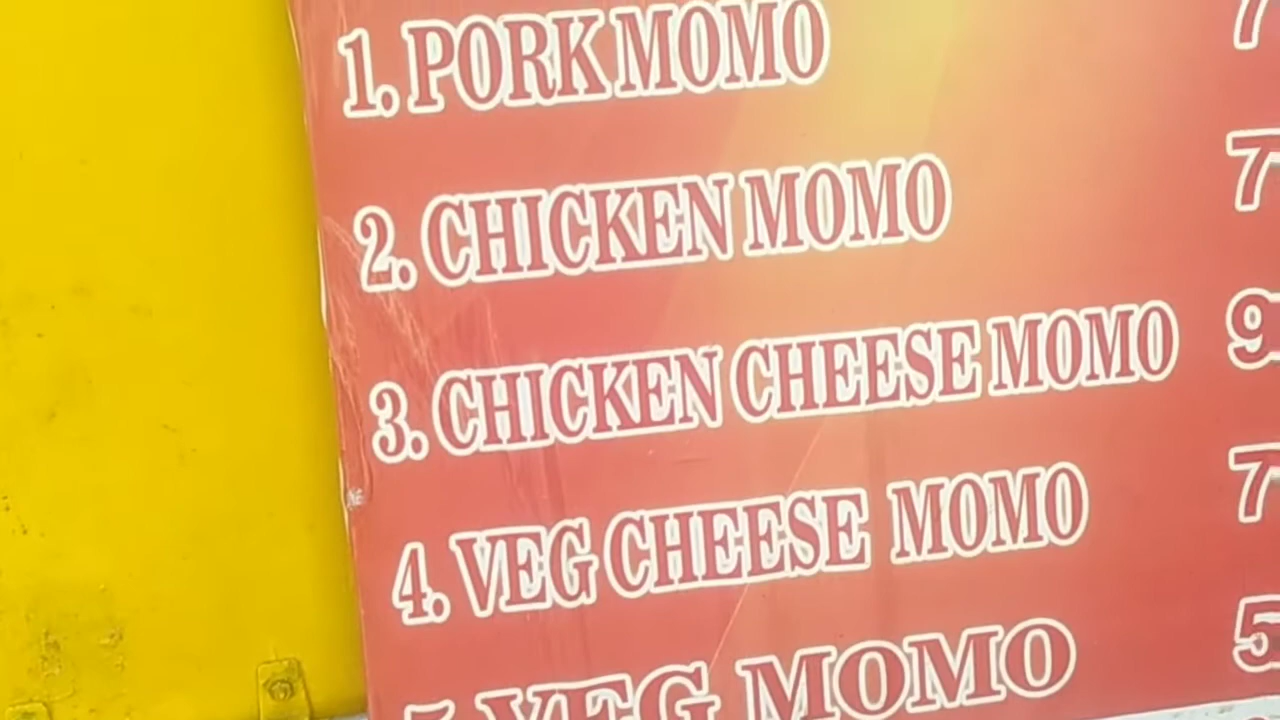 1. PORK MOMO 7
2. CHICKEN MOMO 7
3. CHICKEN CHEESE MOMO 9
4. VEG CHEESE MOMO 7
5. VEG MOMO 5